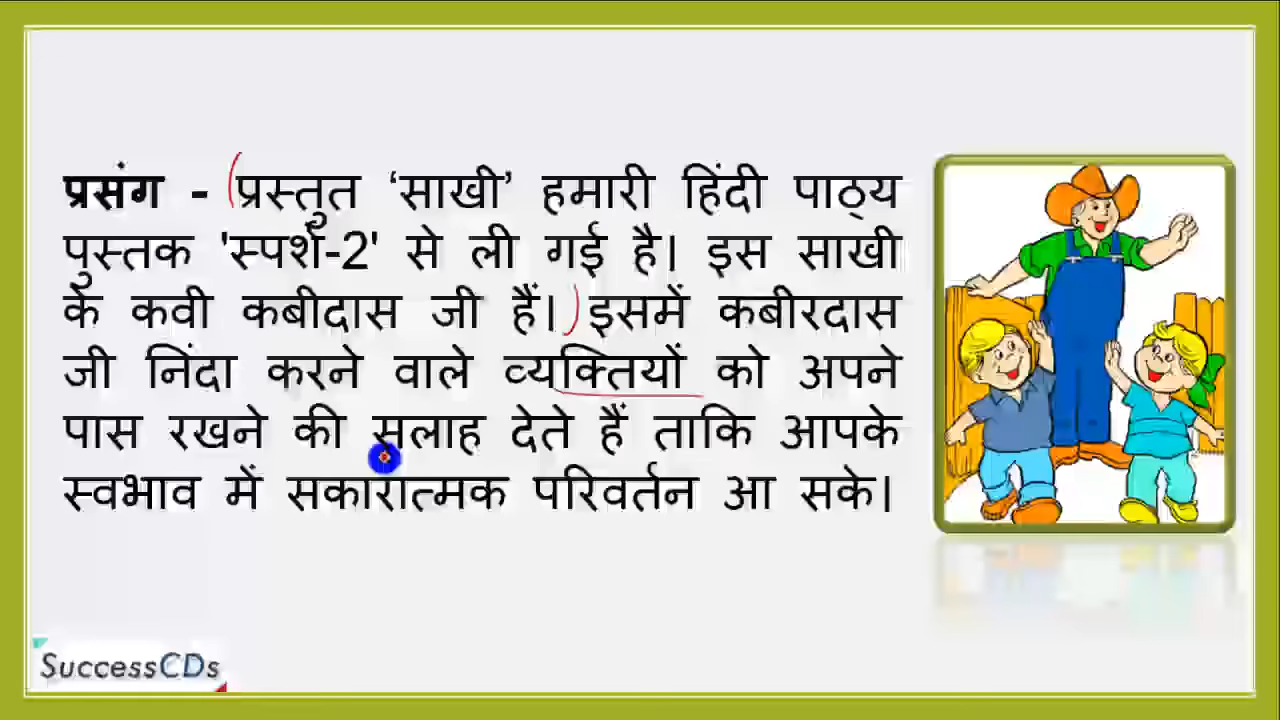 प्रसंग - (प्रस्तुत ‘साखी’ हमारी हिंदी पाठ्य
पुस्तक 'स्पर्श-2' से ली गई है। इस साखी
के कवी कबीदास जी हैं।) इसमें कबीरदास
जी निंदा करने वाले व्यक्तियों को अपने
पास रखने की सलाह देते हैं ताकि आपके
स्वभाव में सकारात्मक परिवर्तन आ सके।
SuccessCDs